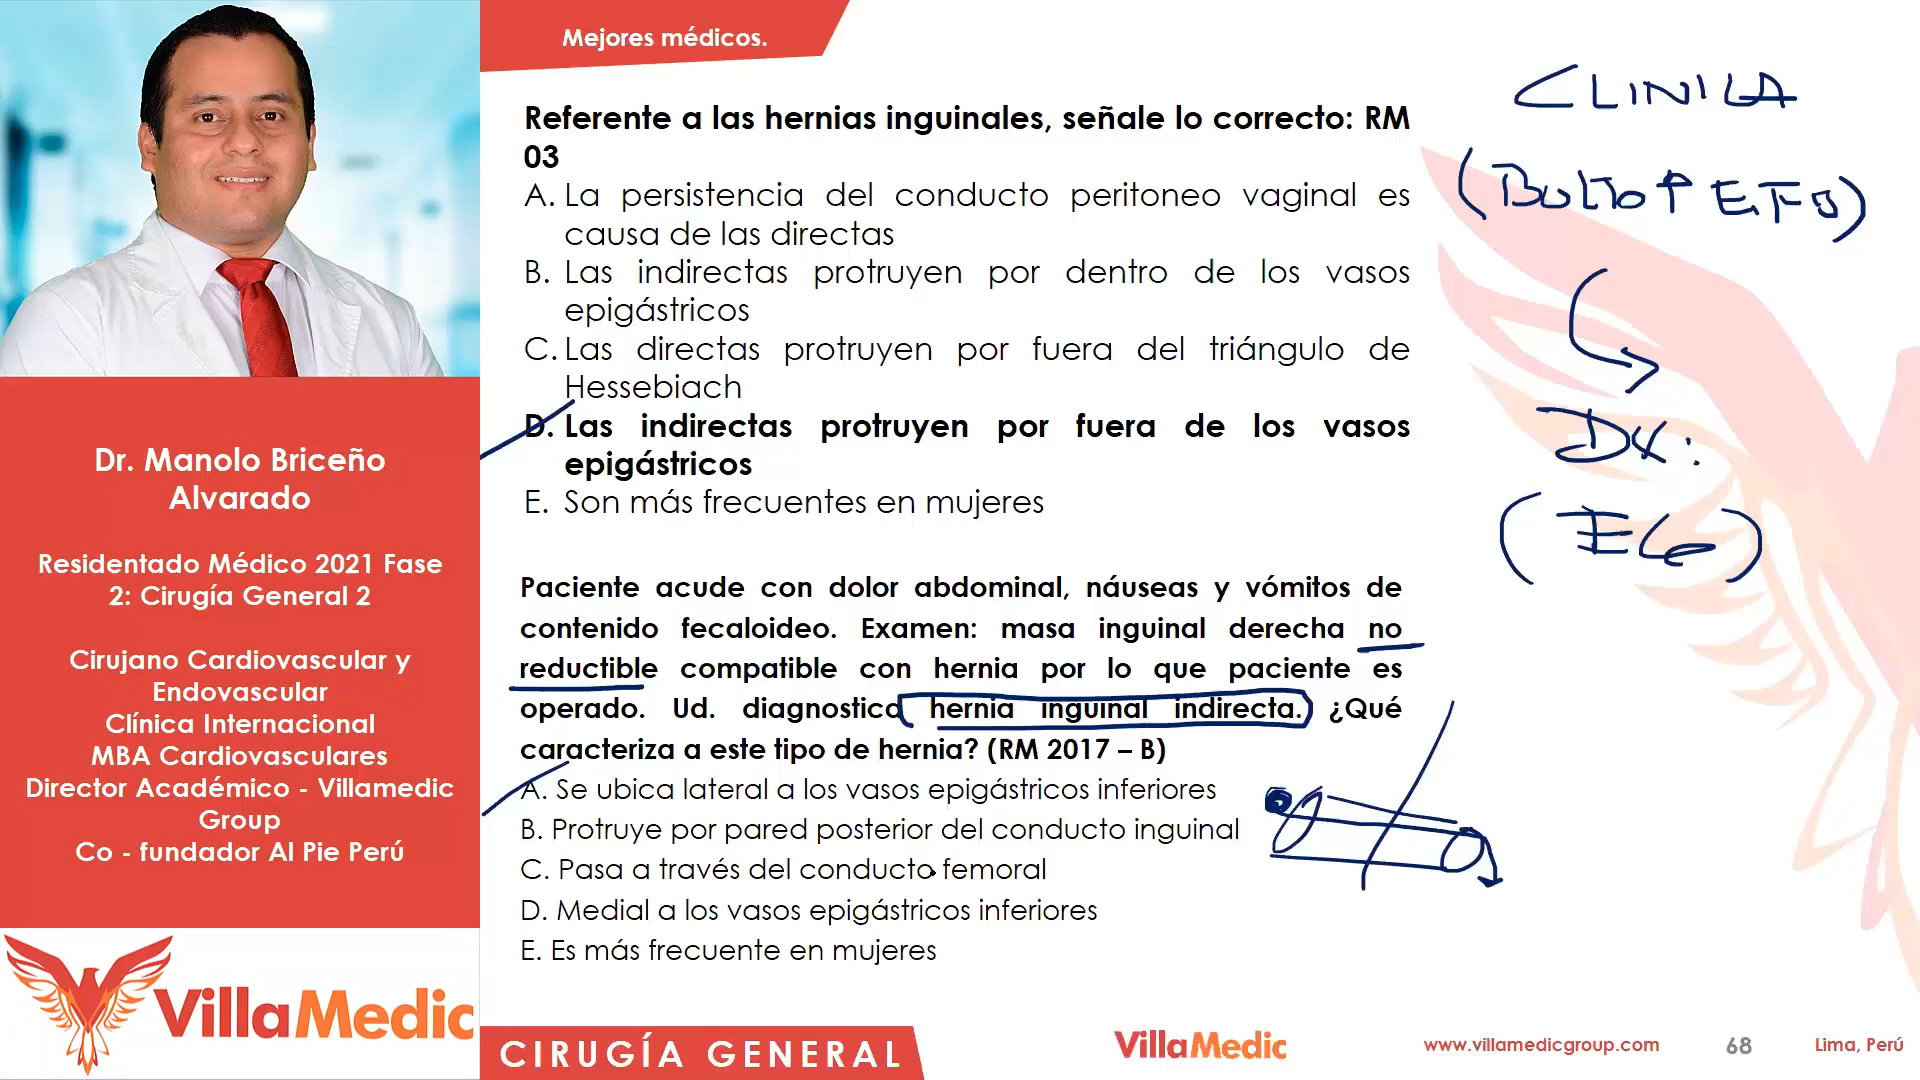 Mejores médicos.
Referente a las hernias inguinales, señale lo correcto: RM
03
A. La persistencia del conducto peritoneo vaginal es
causa de las directas
B. Las indirectas protruyen por dentro de los vasos
epigástricos
C. Las directas protruyen por fuera del triángulo de
Hessebiach
D. Las indirectas protruyen por fuera de los vasos
epigástricos
E. Son más frecuentes en mujeres
Paciente acude con dolor abdominal, náuseas y vómitos de
contenido fecaloideo. Examen: masa inguinal derecha no
reductible compatible con hernia por lo que paciente es
operado. Ud. diagnostico hernia inguinal indirecta. ¿Qué
caracteriza a este tipo de hernia? (RM 2017 – B)
A. Se ubica lateral a los vasos epigástricos inferiores
B. Protruye por pared posterior del conducto inguinal
C. Pasa a través del conducto femoral
D. Medial a los vasos epigástricos inferiores
E. Es más frecuente en mujeres
CLINICA
(BULTO ↑
DX:
Dr. Manolo Briceño
Alvarado
Residentado Médico 2021 Fase
2: Cirugía General 2
Cirujano Cardiovascular y
Endovascular
Clínica Internacional
MBA Cardiovasculares
Director Académico - Villamedic
Group
Co - fundador Al Pie Perú
VillaMedic
CIRUGÍA GENERAL
VillaMedic
www.villamedicgroup.com
68
Lima, Perú